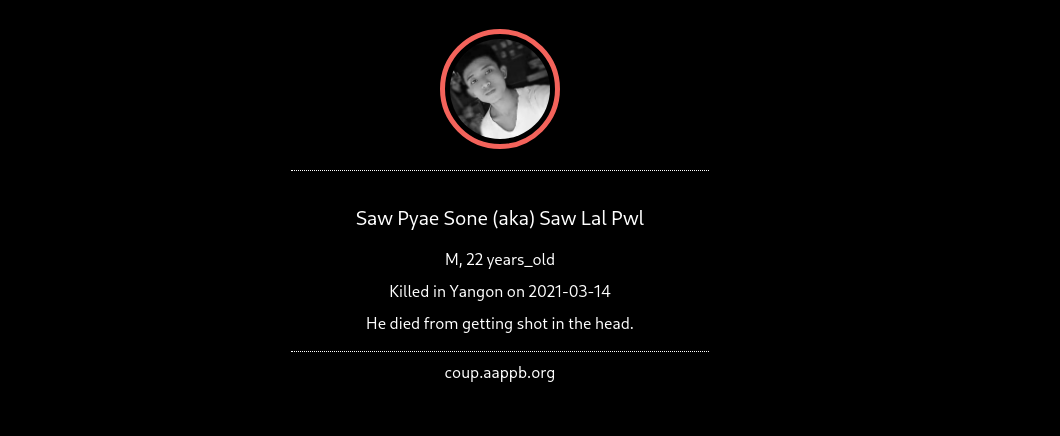 Saw Pyae Sone (aka) Saw Lal Pwl
M, 22 years_old
Killed in Yangon on 2021-03-14
He died from getting shot in the head.
coup.aappb.org